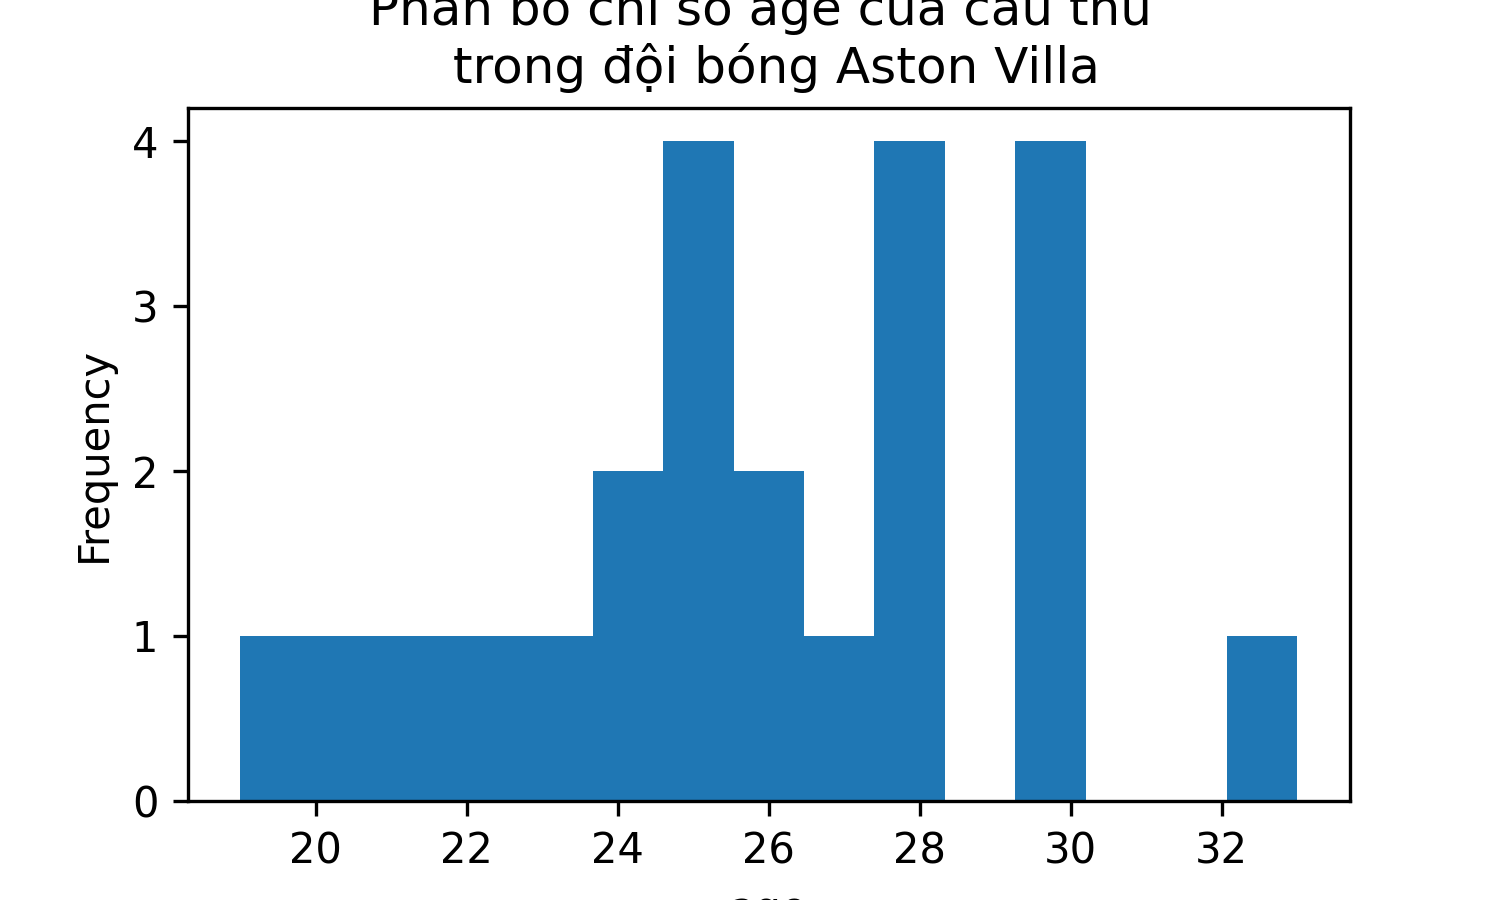 Phân bố chỉ số age của cầu thủ
trong đội bóng Aston Villa
Frequency
4
3
2
1
0
20 22 24 26 28 30 32
age